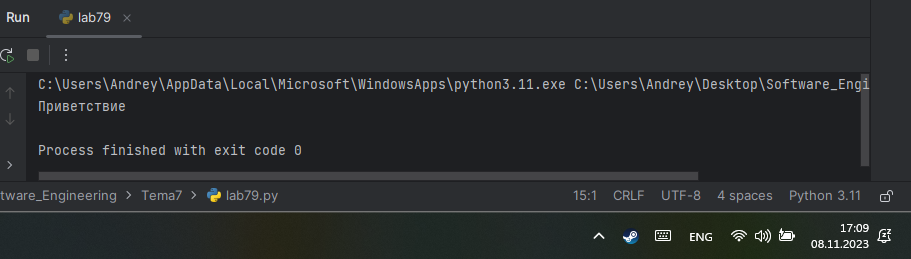 Run lab79
C:\Users\Andrey\AppData\Local\Microsoft\WindowsApps\python3.11.exe C:\Users\Andrey\Desktop\Software_Engi
Приветствие
Process finished with exit code 0
tware_Engineering > Tema7 > lab79.py 15:1 CRLF UTF-8 4 spaces Python 3.11
ENG 17:09
08.11.2023